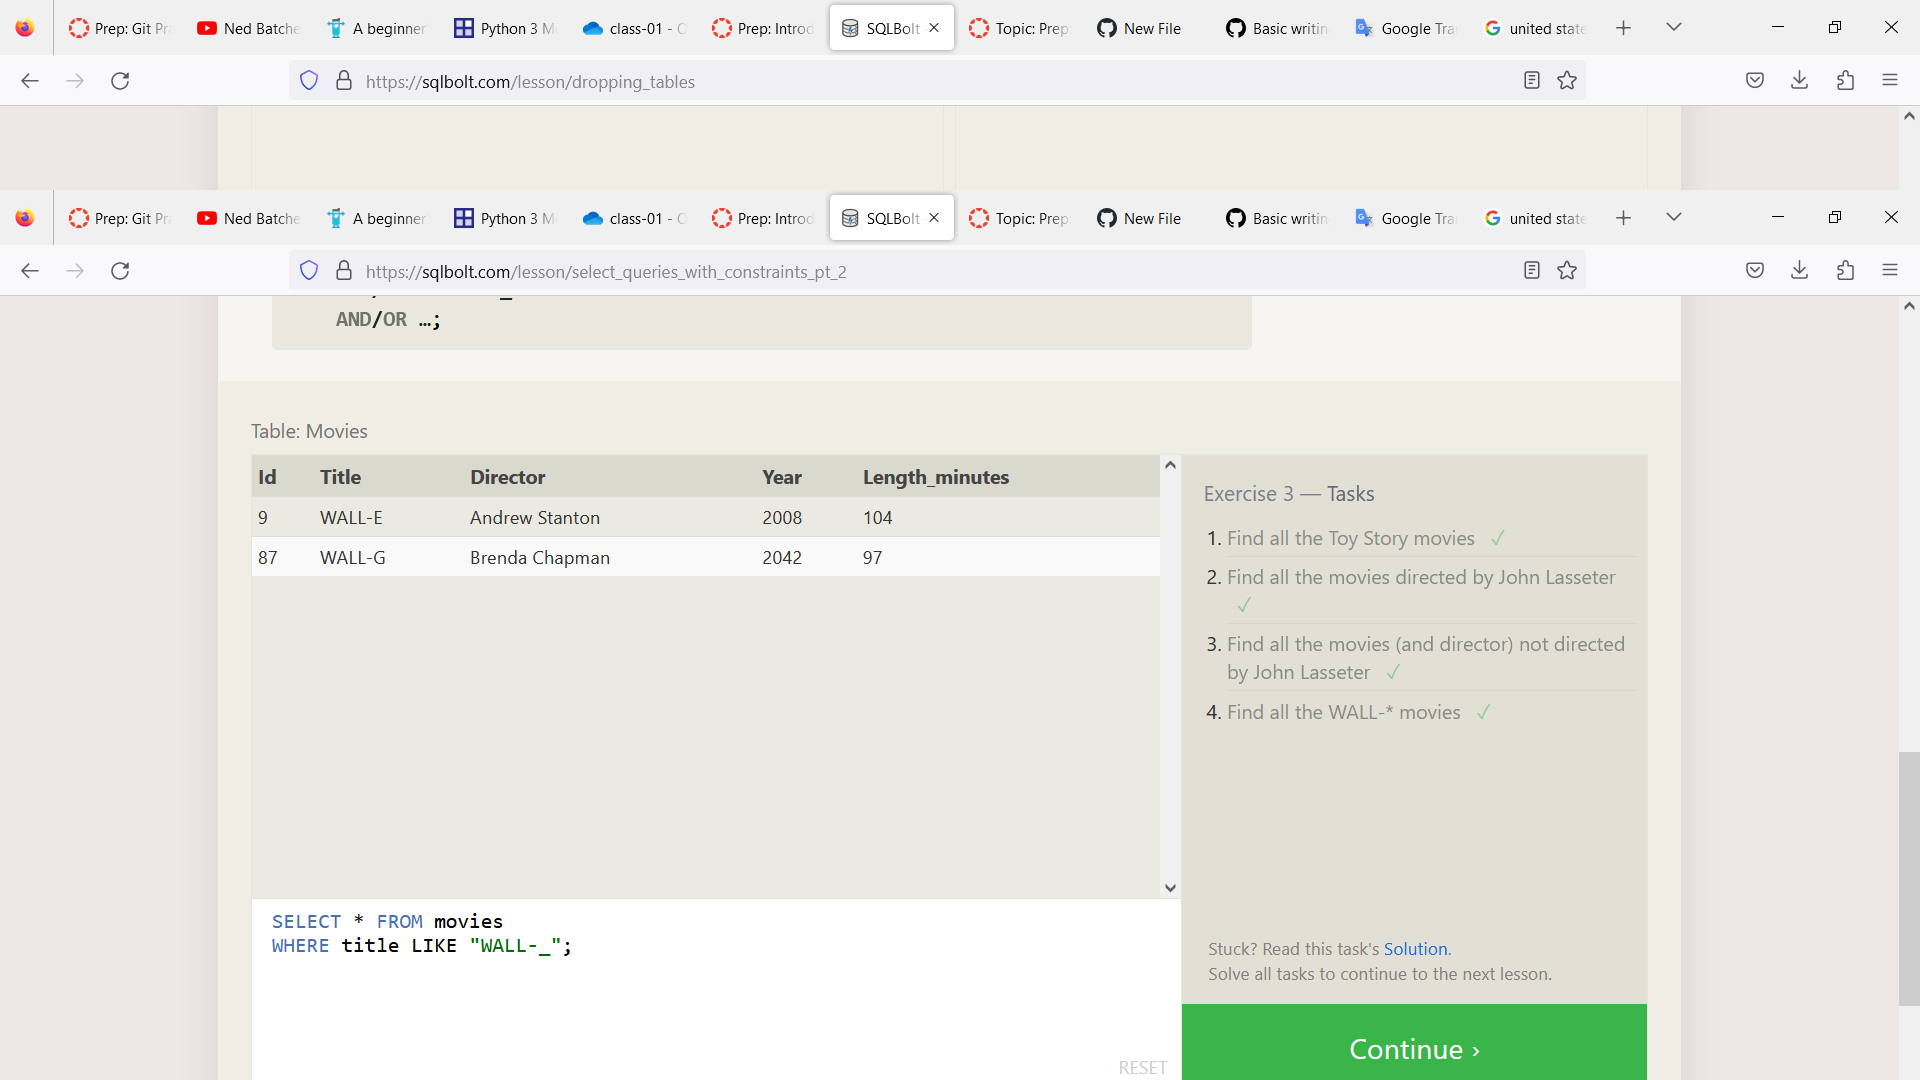 Prep: Git Pra
Ned Batche
A beginner
Python 3 M
class-01 - O
Prep: Introd
SQLBolt
Topic: Prep:
New File
Basic writin
Google Tra
united state
https://sqlbolt.com/lesson/dropping_tables
Prep: Git Pra
Ned Batche
A beginner
Python 3 M
class-01 - O
Prep: Introd
SQLBolt
Topic: Prep:
New File
Basic writin
Google Tra
united state
https://sqlbolt.com/lesson/select_queries_with_constraints_pt_2
AND/OR …;
Table: Movies
Id Title Director Year Length_minutes
9 WALL-E Andrew Stanton 2008 104
87 WALL-G Brenda Chapman 2042 97
SELECT * FROM movies
WHERE title LIKE "WALL-_";
RESET
Exercise 3 — Tasks
1. Find all the Toy Story movies ✓
2. Find all the movies directed by John Lasseter
✓
3. Find all the movies (and director) not directed
by John Lasseter ✓
4. Find all the WALL-* movies ✓
Stuck? Read this task's Solution.
Solve all tasks to continue to the next lesson.
Continue ›